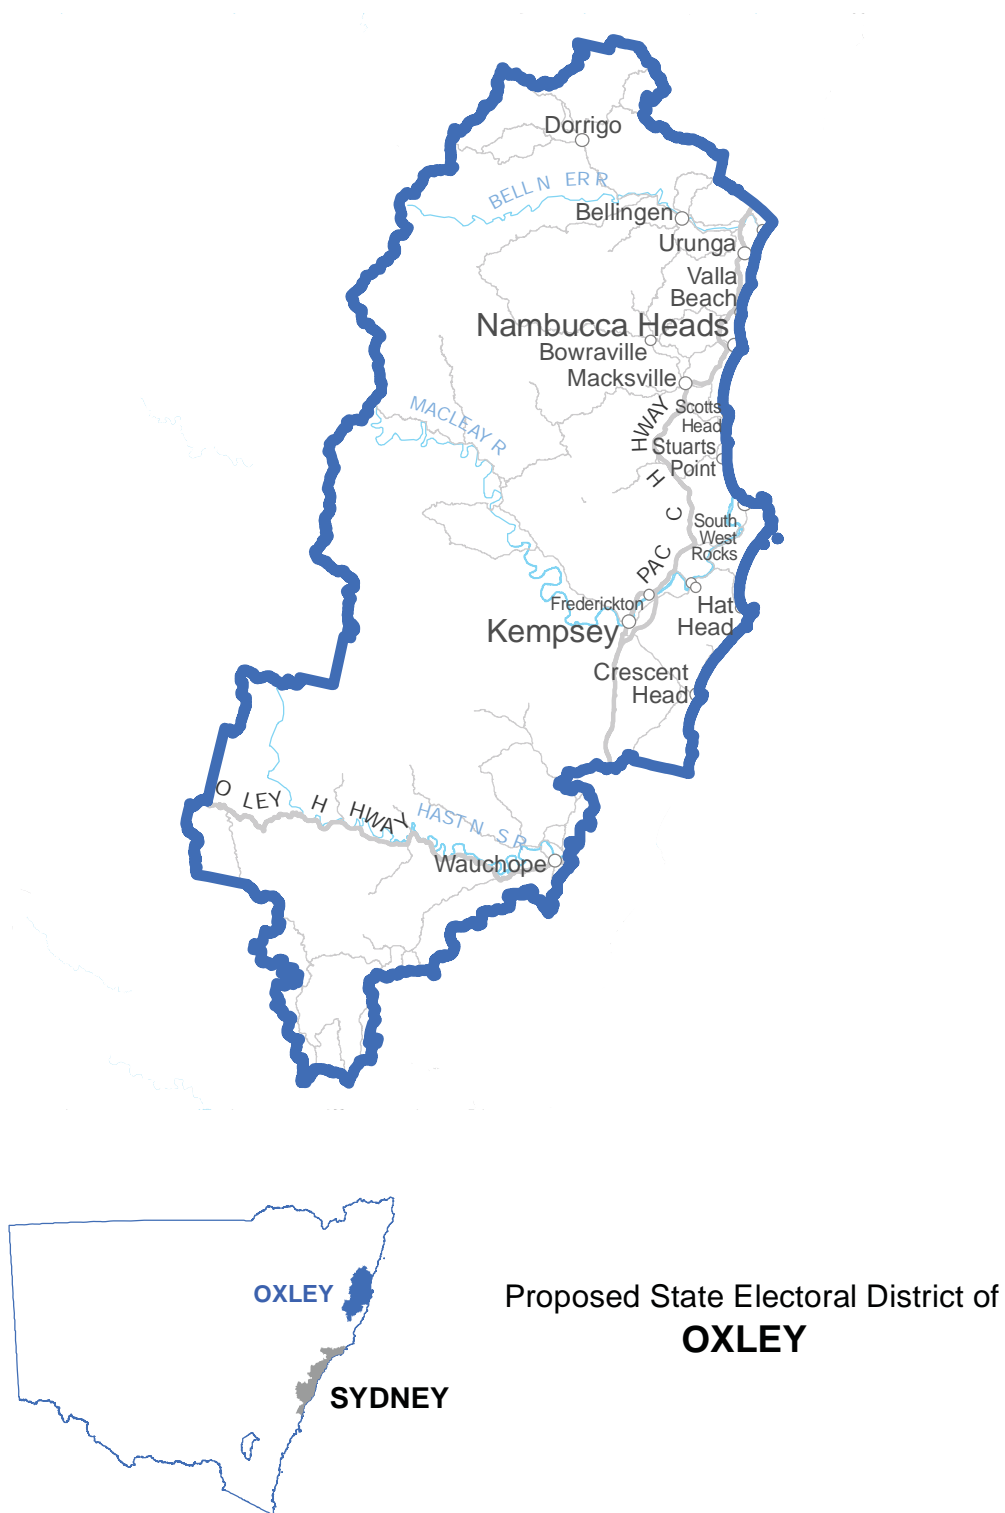 Dorrigo
BELL N ER R
Bellingen
Urunga
Valla
Beach
Nambucca Heads
Bowraville
Macksville
MACLEAY R
Scotts
Head
HWAY
Stuarts
Point
H
C
South
West
Rocks
PAC
Frederickton
Hat
Head
Kempsey
Crescent
Head
O LEY H HWAY
HAST N S R
Wauchope
OXLEY
SYDNEY
Proposed State Electoral District of
OXLEY